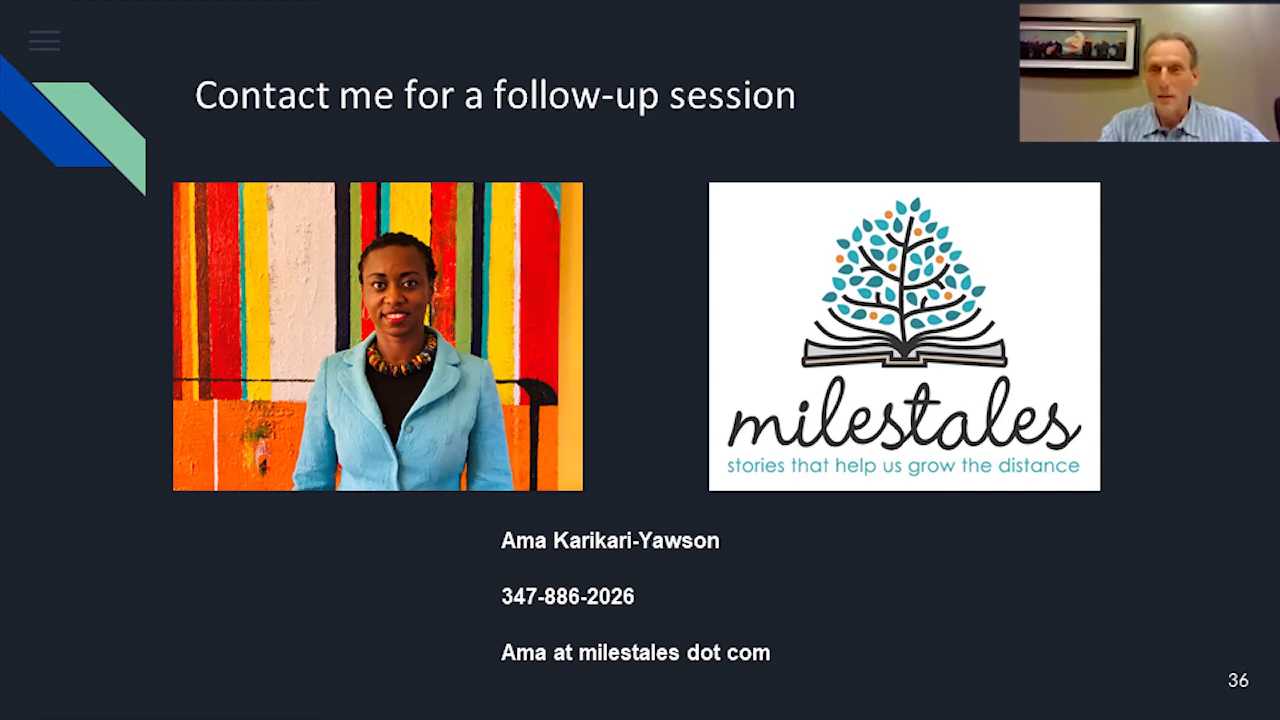 Contact me for a follow-up session
milestales
stories that help us grow the distance
Ama Karikari-Yawson
347-886-2026
Ama at milestales dot com
36